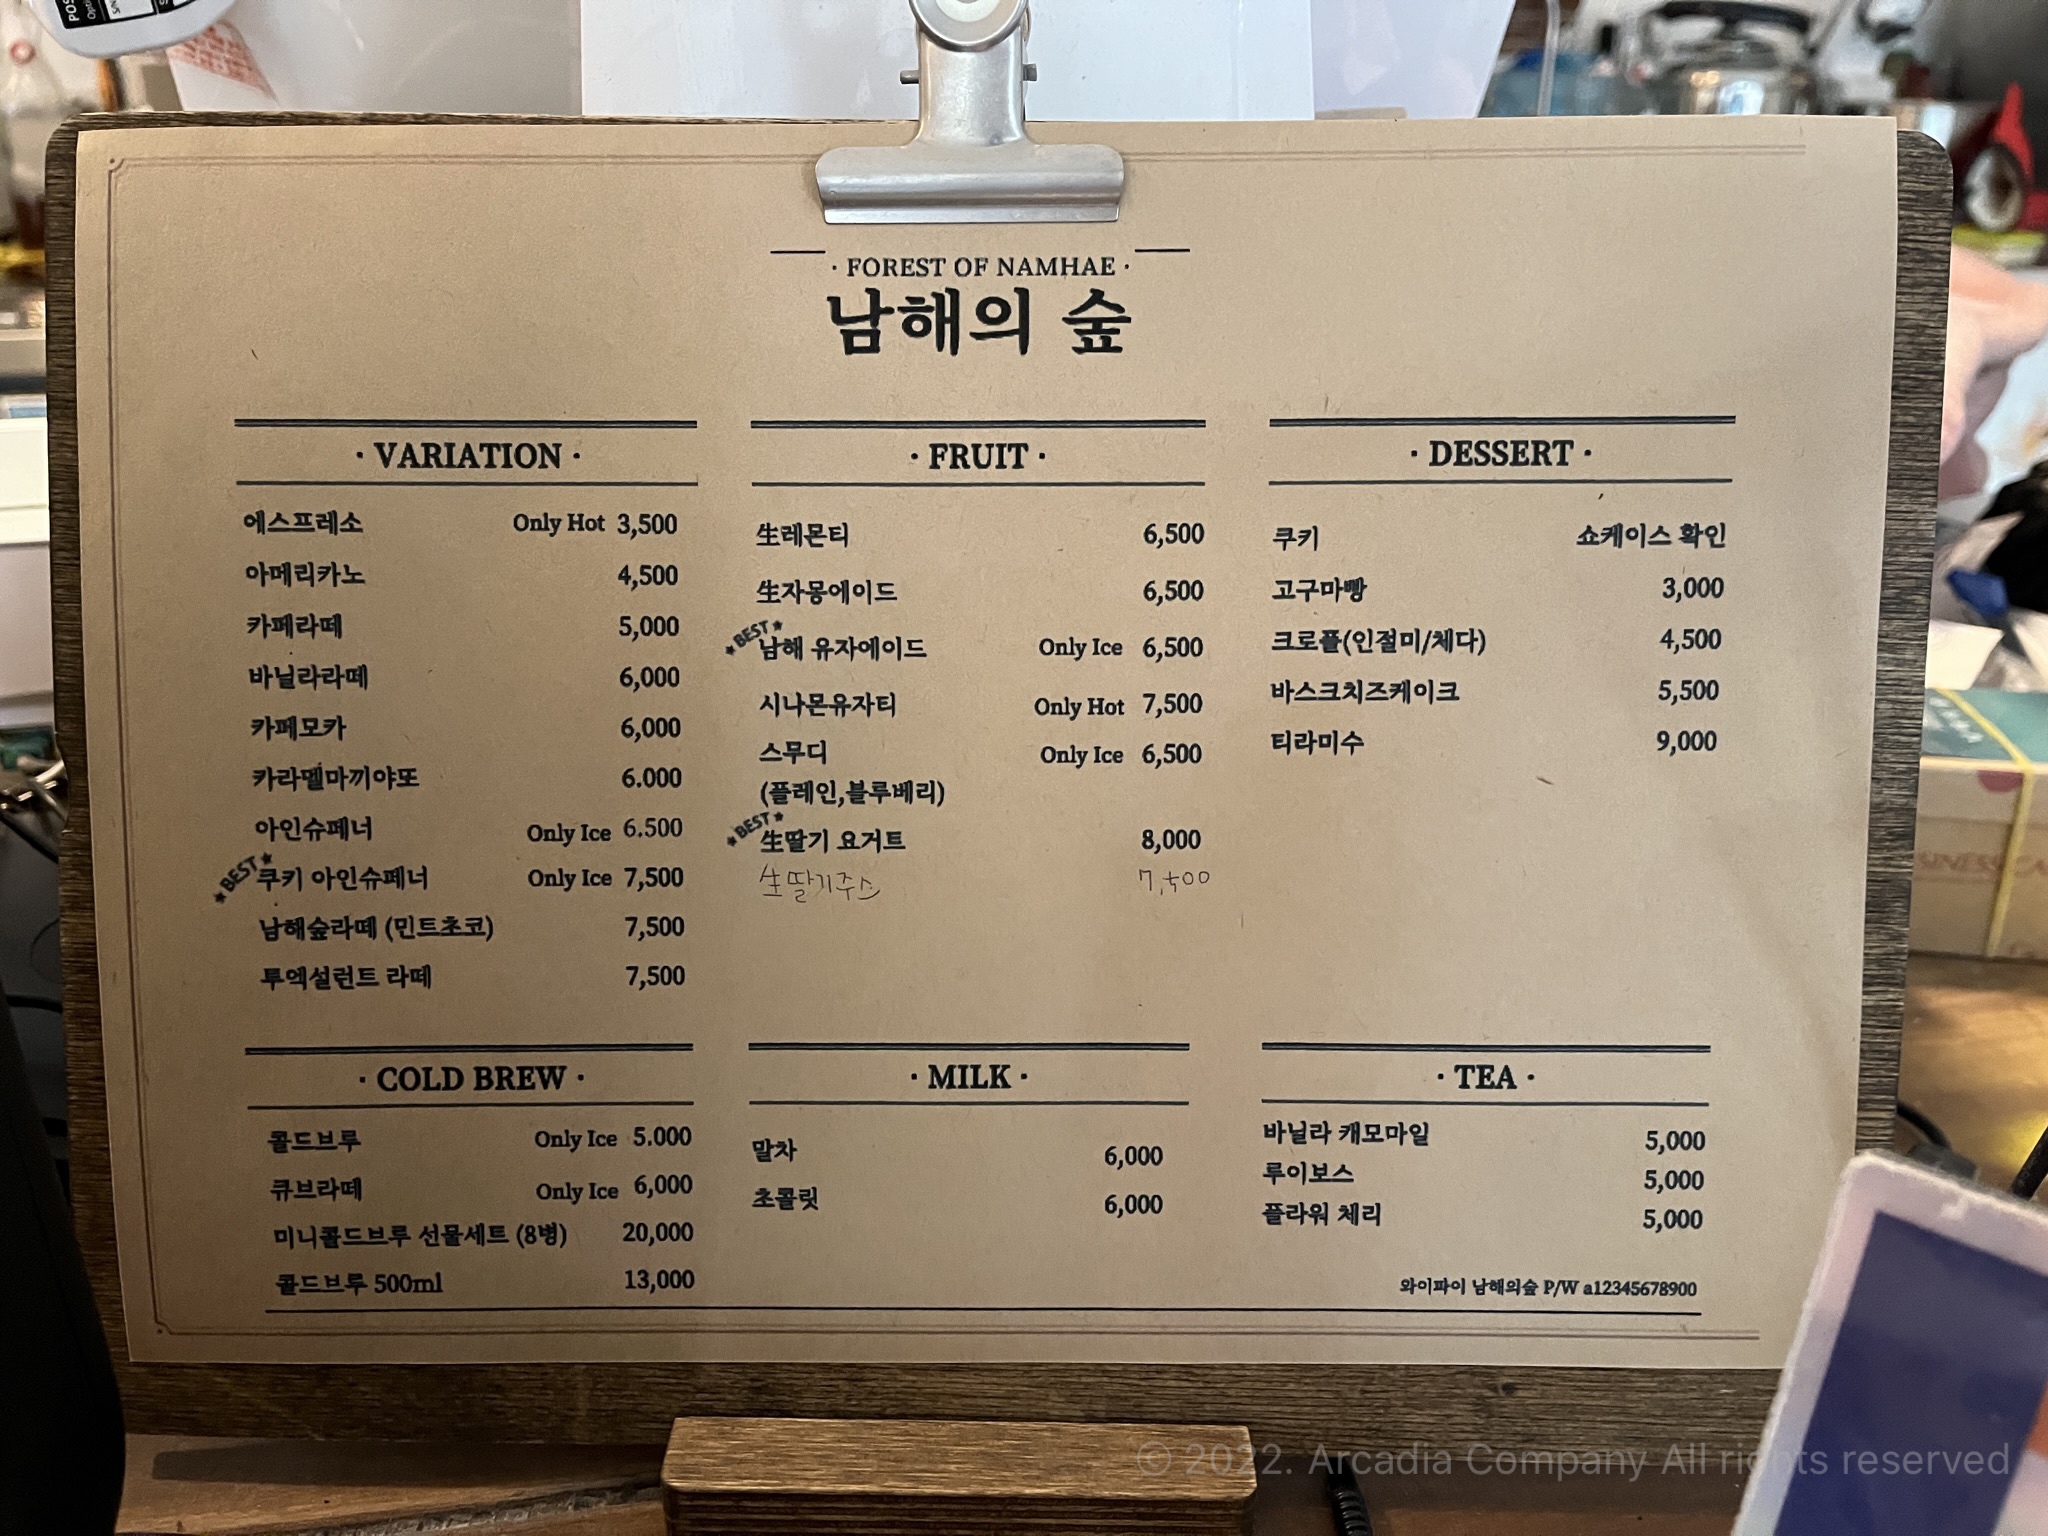 · FOREST OF NAMHAE ·
남해의 숲
· VARIATION ·
에스프레소 Only Hot 3,500
아메리카노 4,500
카페라떼 5,000
바닐라라떼 6,000
카페모카 6,000
카라멜마끼야또 6.000
아인슈페너 Only Ice 6.500
BEST
쿠키 아인슈페너 Only Ice 7,500
남해숲라떼 (민트초코) 7,500
투엑설런트 라떼 7,500
· FRUIT ·
生레몬티 6,500
生자몽에이드 6,500
BEST
남해 유자에이드 Only Ice 6,500
시나몬유자티 Only Hot 7,500
스무디 Only Ice 6,500
(플레인,블루베리)
BEST
生딸기 요거트 8,000
生딸기주스 7,500
· DESSERT ·
쿠키 쇼케이스 확인
고구마빵 3,000
크로플(인절미/체다) 4,500
바스크치즈케이크 5,500
티라미수 9,000
· COLD BREW ·
콜드브루 Only Ice 5.000
큐브라떼 Only Ice 6,000
미니콜드브루 선물세트 (8병) 20,000
콜드브루 500ml 13,000
· MILK ·
말차 6,000
초콜릿 6,000
· TEA ·
바닐라 캐모마일 5,000
루이보스 5,000
플라워 체리 5,000
와이파이 남해의숲 P/W a12345678900
© 2022. Arcadia Company All rights reserved